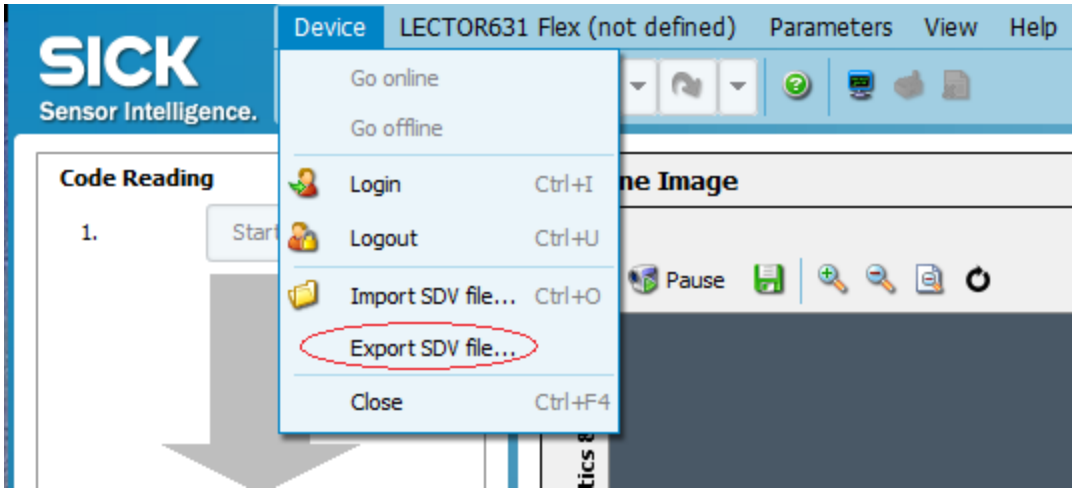 SICK
Sensor Intelligence.
Device LECTOR631 Flex (not defined) Parameters View Help
Go online
Go offline
Login Ctrl+I
Logout Ctrl+U
Import SDV file... Ctrl+O
Export SDV file...
Close Ctrl+F4
Code Reading
1. Start
ne Image
Pause
tics &